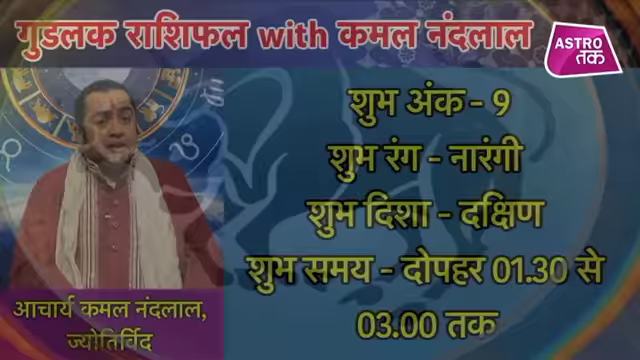 गुडलक राशिफल with कमल नंदलाल
ASTRO
तक
शुभ अंक - 9
शुभ रंग - नारंगी
शुभ दिशा - दक्षिण
शुभ समय - दोपहर 01.30 से
03.00 तक
आचार्य कमल नंदलाल,
ज्योतिर्विद